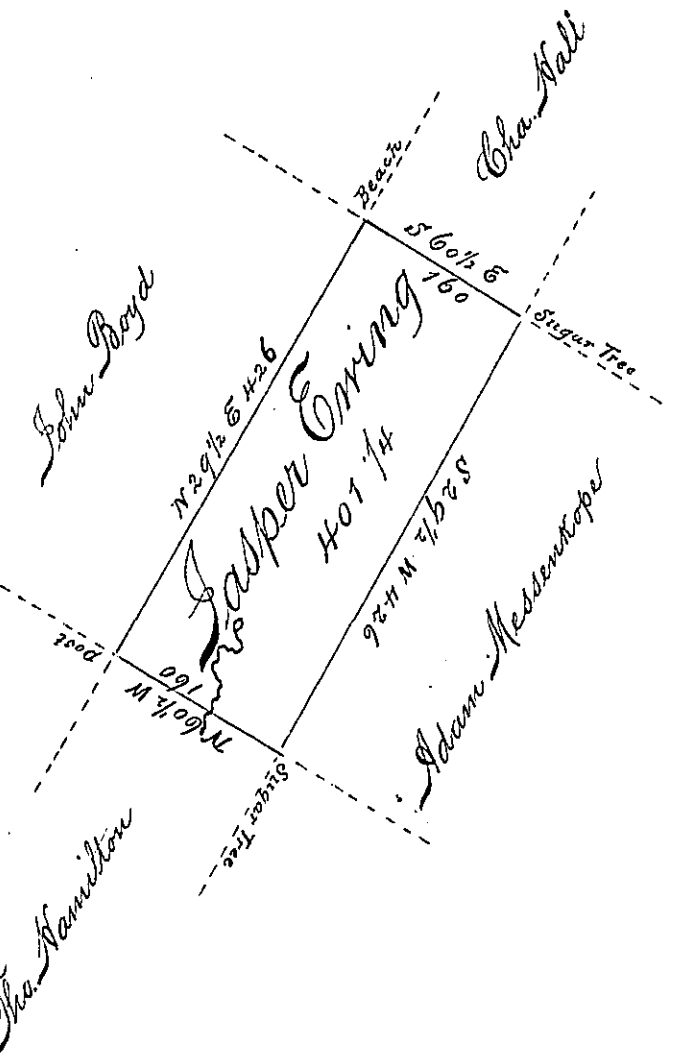 Cha. Hall
Beach
S 60½ E
160
Sugar Tree
John Boyd
N 29½ E 426
Jasper Ewing
401 ¼
S 29½ W 426
Adam Messenkope
post
N 60½ W
160
Sugar Tree
Tho. Hamilton